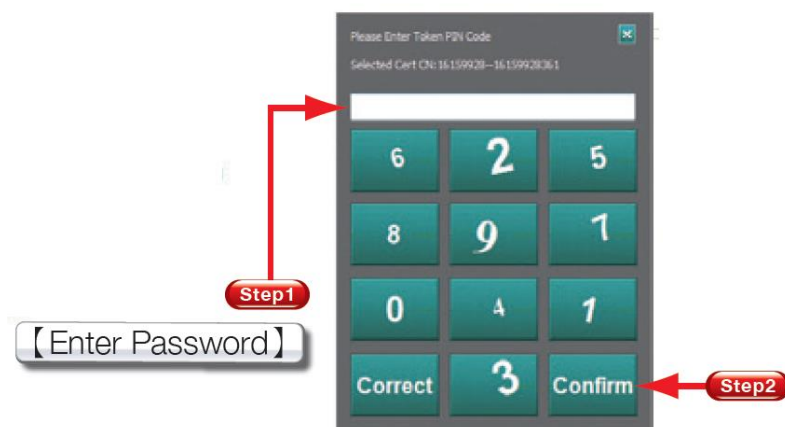 Please Enter Token PIN Code
Selected Cert CN:16159928--16159928361
6 2 5
8 9 7
Step1
0 4 1
【Enter Password】
Correct 3 Confirm
Step2